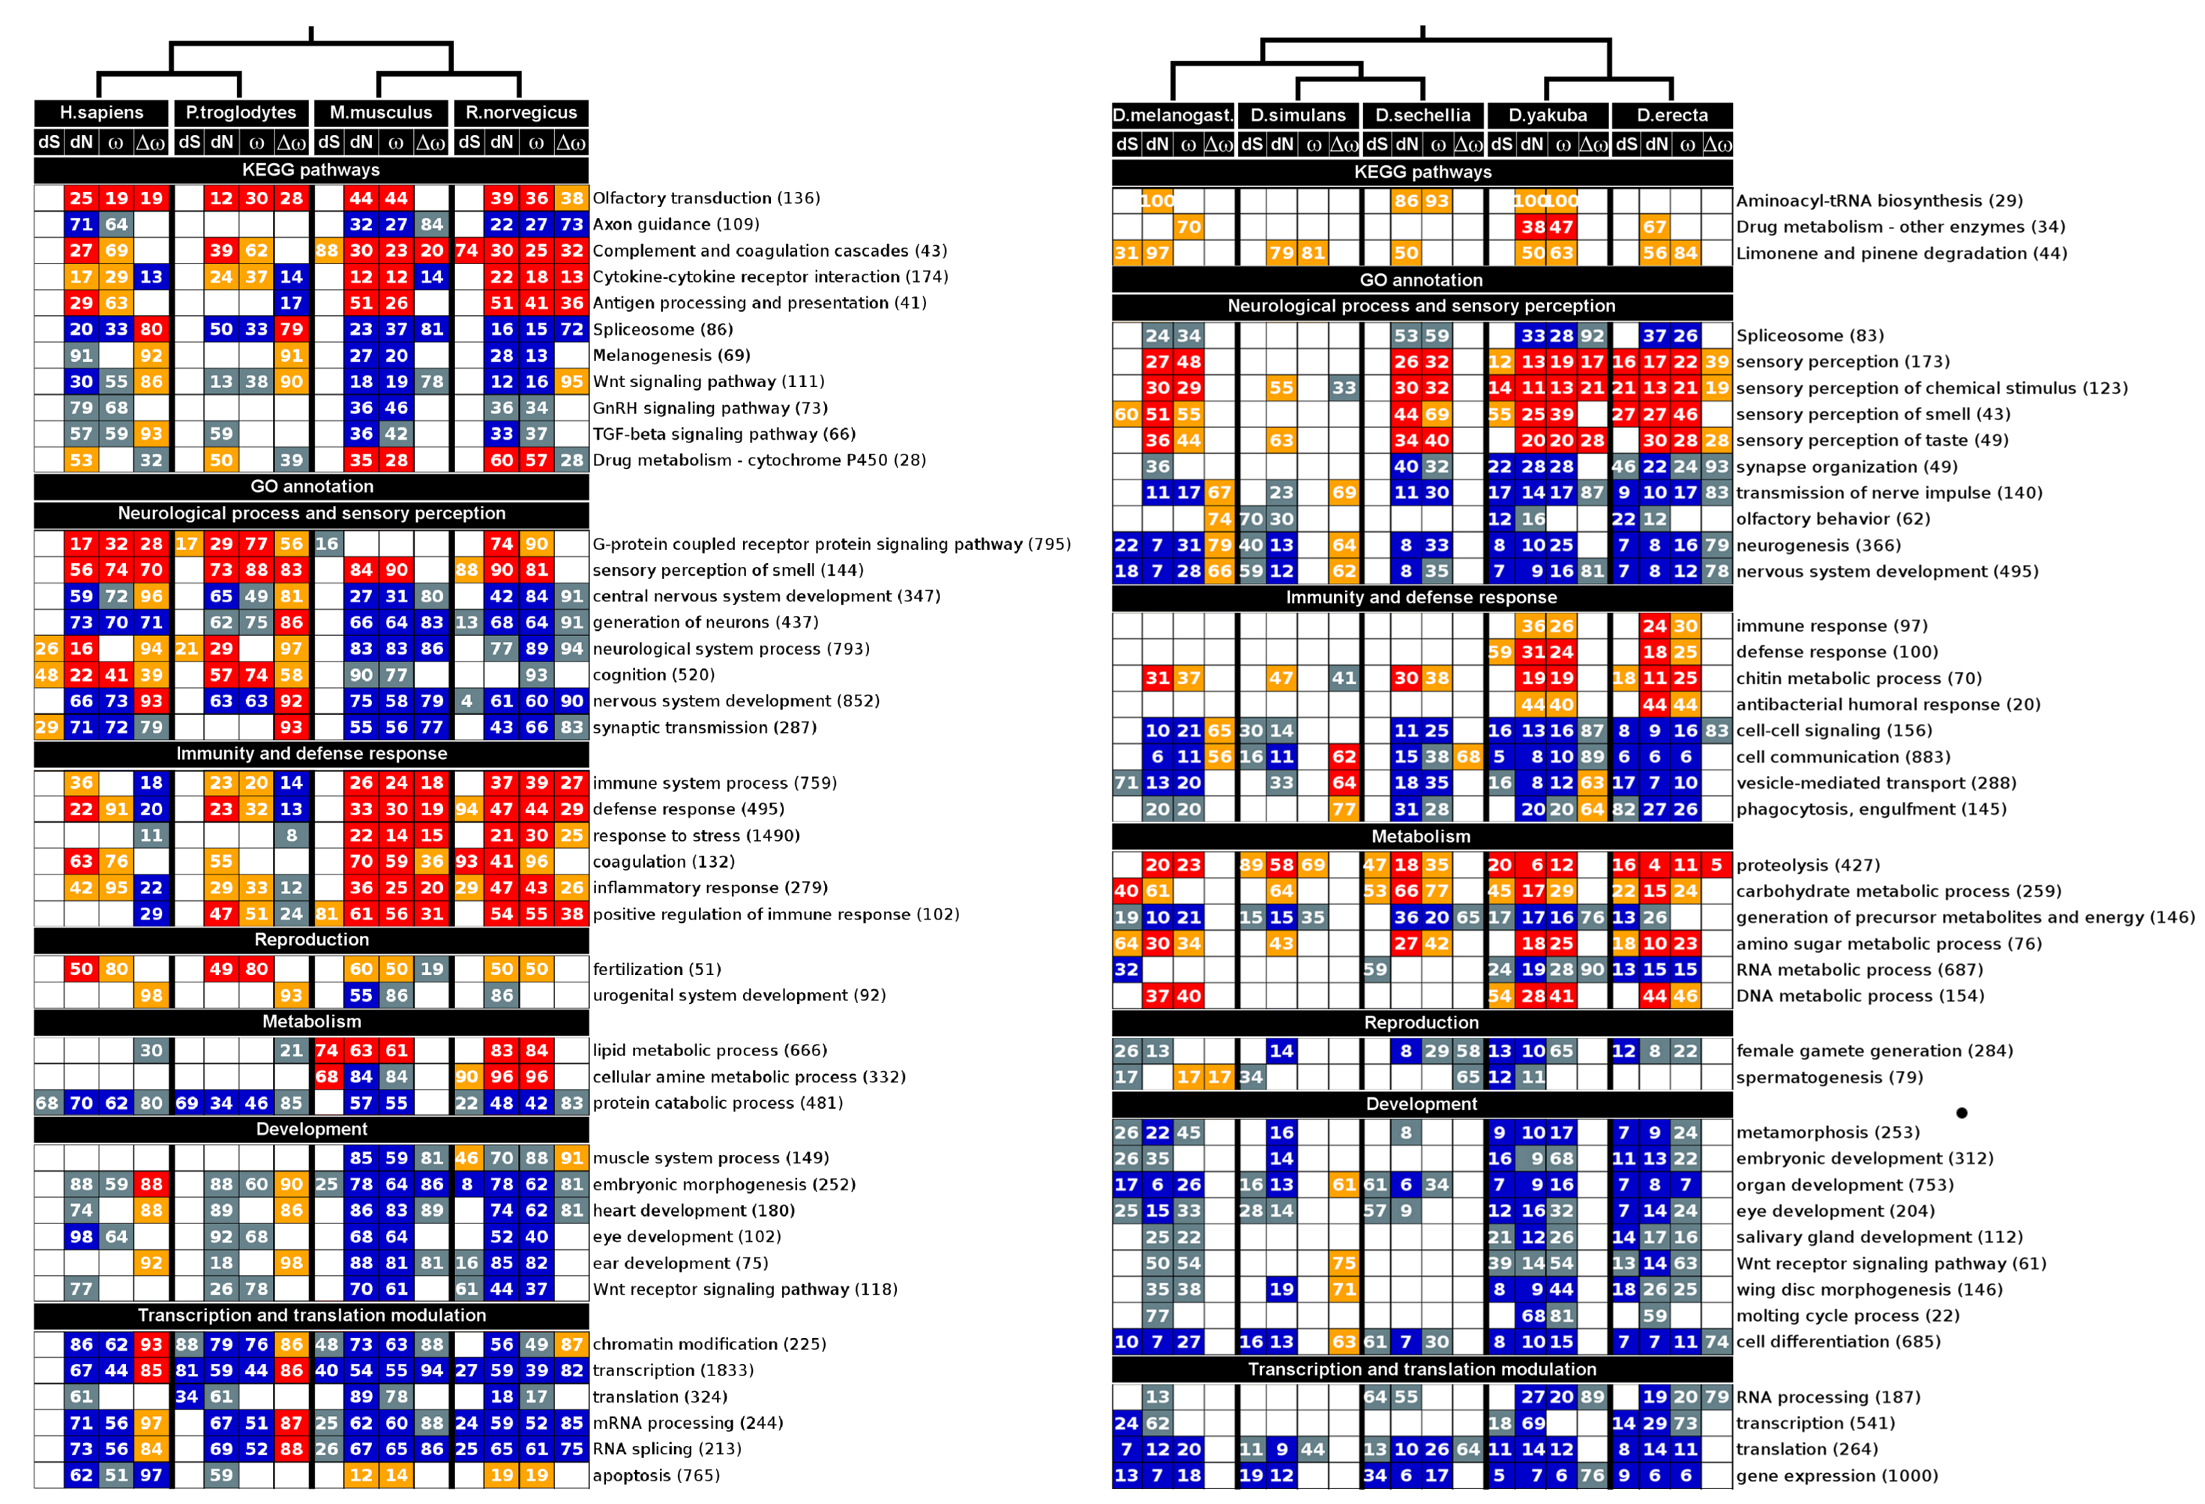 H.sapiens P.troglodytes M.musculus R.norvegicus
dS dN ω Δω dS dN ω Δω dS dN ω Δω dS dN ω Δω
KEGG pathways
25 19 19 12 30 28 44 44 39 36 38 Olfactory transduction (136)
71 64 32 27 84 22 27 73 Axon guidance (109)
27 69 39 62 88 30 23 20 74 30 25 32 Complement and coagulation cascades (43)
17 29 13 24 37 14 12 12 14 22 18 13 Cytokine-cytokine receptor interaction (174)
29 63 17 51 26 51 41 36 Antigen processing and presentation (41)
20 33 80 50 33 79 23 37 81 16 15 72 Spliceosome (86)
91 92 91 27 20 28 13 Melanogenesis (69)
30 55 86 13 38 90 18 19 78 12 16 95 Wnt signaling pathway (111)
79 68 36 46 36 34 GnRH signaling pathway (73)
57 59 93 59 36 42 33 37 TGF-beta signaling pathway (66)
53 32 50 39 35 28 60 57 28 Drug metabolism - cytochrome P450 (28)
GO annotation
Neurological process and sensory perception
17 32 28 17 29 77 56 16 74 90 G-protein coupled receptor protein signaling pathway (795)
56 74 70 73 88 83 84 90 88 90 81 sensory perception of smell (144)
59 72 96 65 49 81 27 31 80 42 84 91 central nervous system development (347)
73 70 71 62 75 86 66 64 83 13 68 64 91 generation of neurons (437)
26 16 94 21 29 97 83 83 86 77 89 94 neurological system process (793)
48 22 41 39 57 74 58 90 77 93 cognition (520)
66 73 93 63 63 92 75 58 79 4 61 60 90 nervous system development (852)
29 71 72 79 93 55 56 77 43 66 83 synaptic transmission (287)
Immunity and defense response
36 18 23 20 14 26 24 18 37 39 27 immune system process (759)
22 91 20 23 32 13 33 30 19 94 47 44 29 defense response (495)
11 8 22 14 15 21 30 25 response to stress (1490)
63 76 55 70 59 36 93 41 96 coagulation (132)
42 95 22 29 33 12 36 25 20 29 47 43 26 inflammatory response (279)
29 47 51 24 81 61 56 31 54 55 38 positive regulation of immune response (102)
Reproduction
50 80 49 80 60 50 19 50 50 fertilization (51)
98 93 55 86 86 urogenital system development (92)
Metabolism
30 21 74 63 61 83 84 lipid metabolic process (666)
68 84 84 90 96 96 cellular amine metabolic process (332)
68 70 62 80 69 34 46 85 57 55 22 48 42 83 protein catabolic process (481)
Development
85 59 81 46 70 88 91 muscle system process (149)
88 59 88 88 60 90 25 78 64 86 8 78 62 81 embryonic morphogenesis (252)
74 88 89 86 86 83 89 74 62 81 heart development (180)
98 64 92 68 68 64 52 40 eye development (102)
92 18 98 88 81 81 16 85 82 ear development (75)
77 26 78 70 61 61 44 37 Wnt receptor signaling pathway (118)
Transcription and translation modulation
86 62 93 88 79 76 86 48 73 63 88 56 49 87 chromatin modification (225)
67 44 85 81 59 44 86 40 54 55 94 27 59 39 82 transcription (1833)
61 34 61 89 78 18 17 translation (324)
71 56 97 67 51 87 25 62 60 88 24 59 52 85 mRNA processing (244)
73 56 84 69 52 88 26 67 65 86 25 65 61 75 RNA splicing (213)
62 51 97 59 12 14 19 19 apoptosis (765)
D.melanogast. D.simulans D.sechellia D.yakuba D.erecta
dS dN ω Δω dS dN ω Δω dS dN ω Δω dS dN ω Δω dS dN ω Δω
KEGG pathways
100 86 93 100 100 Aminoacyl-tRNA biosynthesis (29)
70 38 47 67 Drug metabolism - other enzymes (34)
31 97 79 81 50 50 63 56 84 Limonene and pinene degradation (44)
GO annotation
Neurological process and sensory perception
24 34 53 59 33 28 92 37 26 Spliceosome (83)
27 48 26 32 12 13 19 17 16 17 22 39 sensory perception (173)
30 29 55 33 30 32 14 11 13 21 21 13 21 19 sensory perception of chemical stimulus (123)
60 51 55 44 69 55 25 39 27 27 46 sensory perception of smell (43)
36 44 63 34 40 20 20 28 30 28 28 sensory perception of taste (49)
36 40 32 22 28 28 46 22 24 93 synapse organization (49)
11 17 67 23 69 11 30 17 14 17 87 9 10 17 83 transmission of nerve impulse (140)
74 70 30 12 16 22 12 olfactory behavior (62)
22 7 31 79 40 13 64 8 33 8 10 25 7 8 16 79 neurogenesis (366)
18 7 28 66 59 12 62 8 35 7 9 16 81 7 8 12 78 nervous system development (495)
Immunity and defense response
36 26 24 30 immune response (97)
59 31 24 18 25 defense response (100)
31 37 47 41 30 38 19 19 18 11 25 chitin metabolic process (70)
44 40 44 44 antibacterial humoral response (20)
10 21 65 30 14 11 25 16 13 16 87 8 9 16 83 cell-cell signaling (156)
6 11 56 16 11 62 15 38 68 5 8 10 89 6 6 6 cell communication (883)
71 13 20 33 64 18 35 16 8 12 63 17 7 10 vesicle-mediated transport (288)
20 20 77 31 28 20 20 64 82 27 26 phagocytosis, engulfment (145)
Metabolism
20 23 89 58 69 47 18 35 20 6 12 16 4 11 5 proteolysis (427)
40 61 64 53 66 77 45 17 29 22 15 24 carbohydrate metabolic process (259)
19 10 21 15 15 35 36 20 65 17 17 16 76 13 26 generation of precursor metabolites and energy (146)
64 30 34 43 27 42 18 25 18 10 23 amino sugar metabolic process (76)
32 59 24 19 28 90 13 15 15 RNA metabolic process (687)
37 40 54 28 41 44 46 DNA metabolic process (154)
Reproduction
26 13 14 8 29 58 13 10 65 12 8 22 female gamete generation (284)
17 17 17 34 65 12 11 spermatogenesis (79)
Development
26 22 45 16 8 9 10 17 7 9 24 metamorphosis (253)
26 35 14 16 9 68 11 13 22 embryonic development (312)
17 6 26 16 13 61 61 6 34 7 9 16 7 8 7 organ development (753)
25 15 33 28 14 57 9 12 16 32 7 14 24 eye development (204)
25 22 21 12 26 14 17 16 salivary gland development (112)
50 54 75 39 14 54 13 14 63 Wnt receptor signaling pathway (61)
35 38 19 71 8 9 44 18 26 25 wing disc morphogenesis (146)
77 68 81 59 molting cycle process (22)
10 7 27 16 13 63 61 7 30 8 10 15 7 7 11 74 cell differentiation (685)
Transcription and translation modulation
13 64 55 27 20 89 19 20 79 RNA processing (187)
24 62 18 69 14 29 73 transcription (541)
7 12 20 11 9 44 13 10 26 64 11 14 12 8 14 11 translation (264)
13 7 18 19 12 34 6 17 5 7 6 76 9 6 6 gene expression (1000)